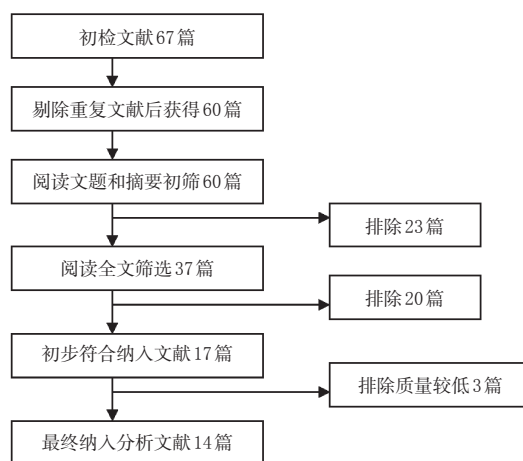 初检文献67篇
剔除重复文献后获得60篇
阅读文题和摘要初筛60篇
排除23篇
阅读全文筛选37篇
排除20篇
初步符合纳入文献17篇
排除质量较低3篇
最终纳入分析文献14篇